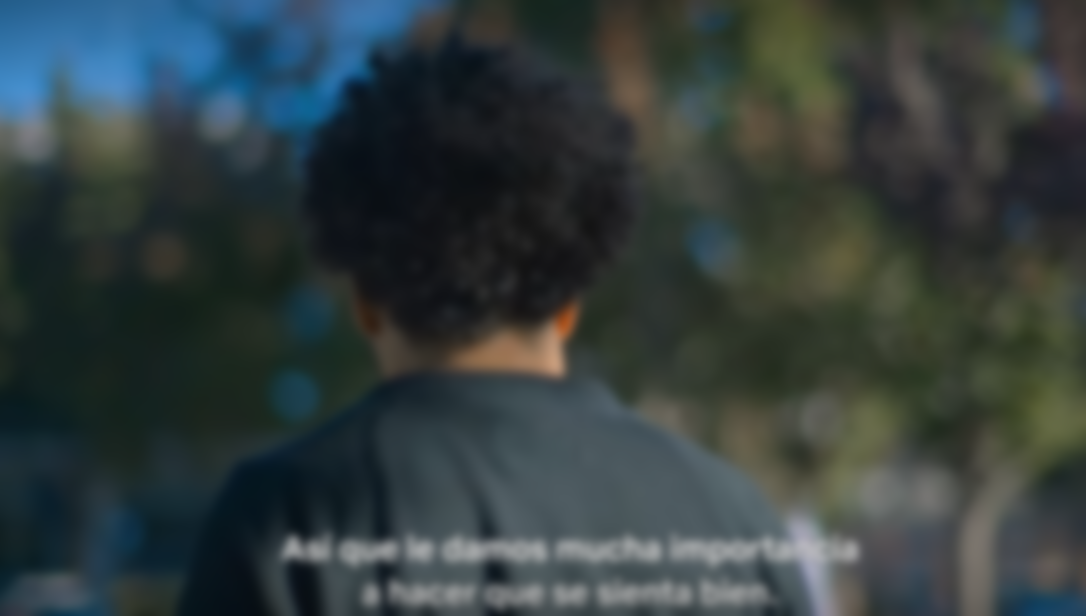 Así que le damos mucha importancia
a hacer que se sienta bien.